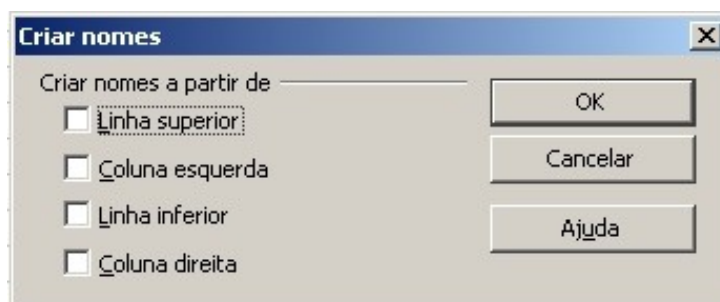 Criar nomes
Criar nomes a partir de
Linha superior
Coluna esquerda
Linha inferior
Coluna direita
OK
Cancelar
Ajuda